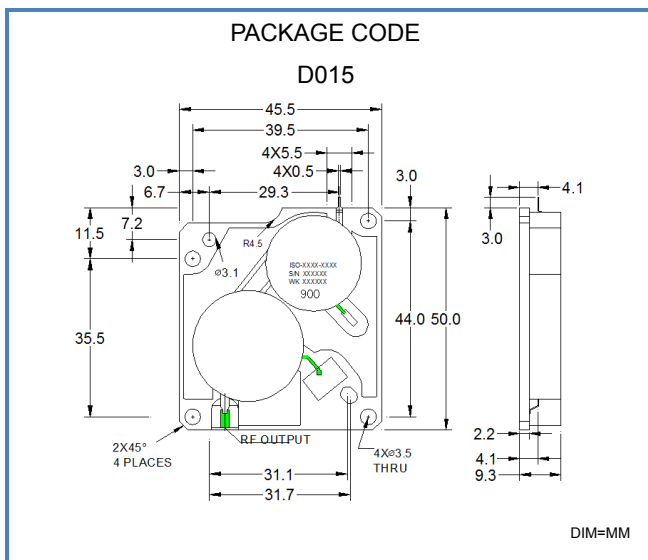 PACKAGE CODE
D015
45.5
39.5
4X5.5
3.0
4X0.5
3.0
4.1
6.7
29.3
7.2
3.0
11.5
R4.5
⌀3.1
ISO-XXXX-XXXX
S/N XXXXXX
WK XXXXXX
900
35.5
44.0
50.0
2.2
RF OUTPUT
2X45°
4 PLACES
4X⌀3.5
THRU
4.1
31.1
9.3
31.7
DIM=MM